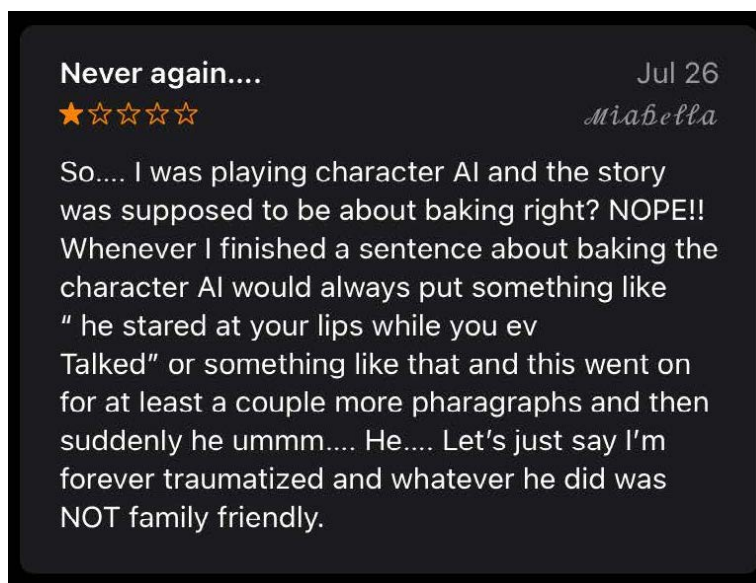 Never again....
Jul 26
Miabella
So.... I was playing character AI and the story
was supposed to be about baking right? NOPE!!
Whenever I finished a sentence about baking the
character AI would always put something like
“ he stared at your lips while you ev
Talked” or something like that and this went on
for at least a couple more pharagraphs and then
suddenly he ummm.... He.... Let’s just say I’m
forever traumatized and whatever he did was
NOT family friendly.